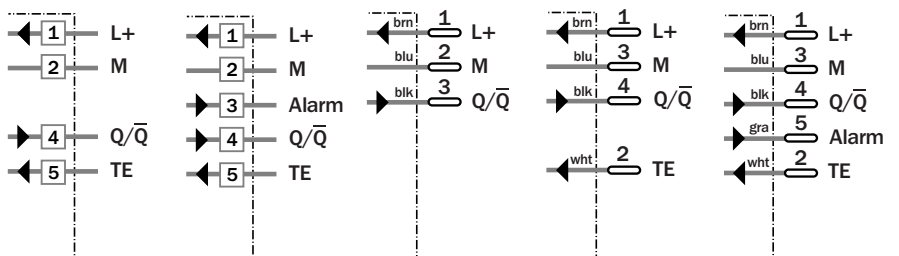 1 L+
2 M
4 Q/Q̅
5 TE
1 L+
2 M
3 Alarm
4 Q/Q̅
5 TE
brn 1 L+
blu 2 M
blk 3 Q/Q̅
brn 1 L+
blu 3 M
blk 4 Q/Q̅
wht 2 TE
brn 1 L+
blu 3 M
blk 4 Q/Q̅
gra 5 Alarm
wht 2 TE